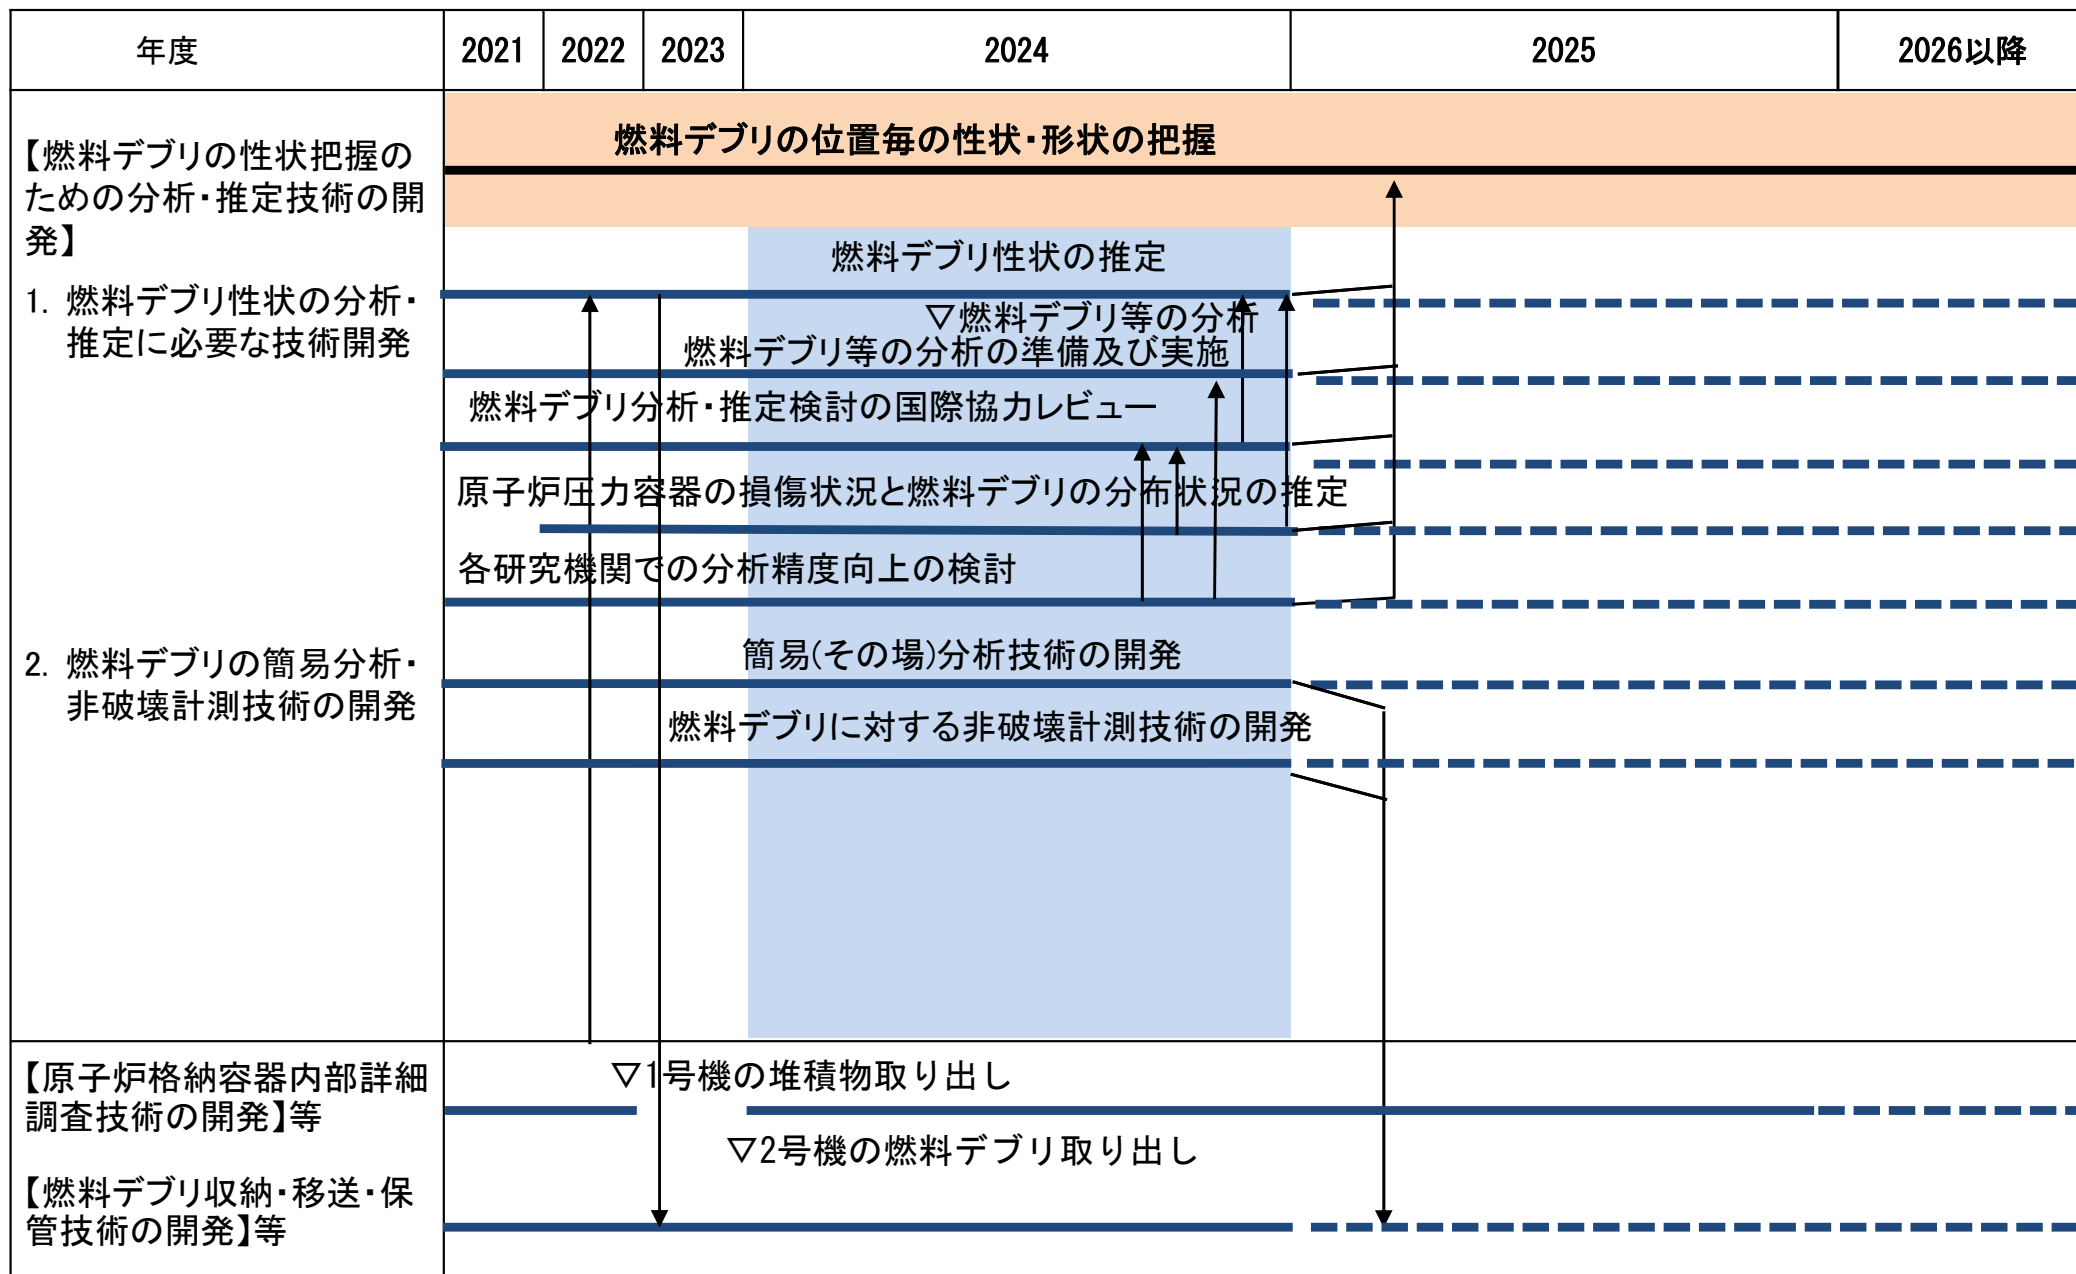 年度
2021
2022
2023
2024
2025
2026以降
【燃料デブリの性状把握の
ための分析・推定技術の開
発】
燃料デブリの位置毎の性状・形状の把握
1. 燃料デブリ性状の分析・
推定に必要な技術開発
燃料デブリ性状の推定
▽燃料デブリ等の分析
燃料デブリ等の分析の準備及び実施
燃料デブリ分析・推定検討の国際協力レビュー
原子炉圧力容器の損傷状況と燃料デブリの分布状況の推定
各研究機関での分析精度向上の検討
2. 燃料デブリの簡易分析・
非破壊計測技術の開発
簡易(その場)分析技術の開発
燃料デブリに対する非破壊計測技術の開発
【原子炉格納容器内部詳細
調査技術の開発】等
▽1号機の堆積物取り出し
▽2号機の燃料デブリ取り出し
【燃料デブリ収納・移送・保
管技術の開発】等